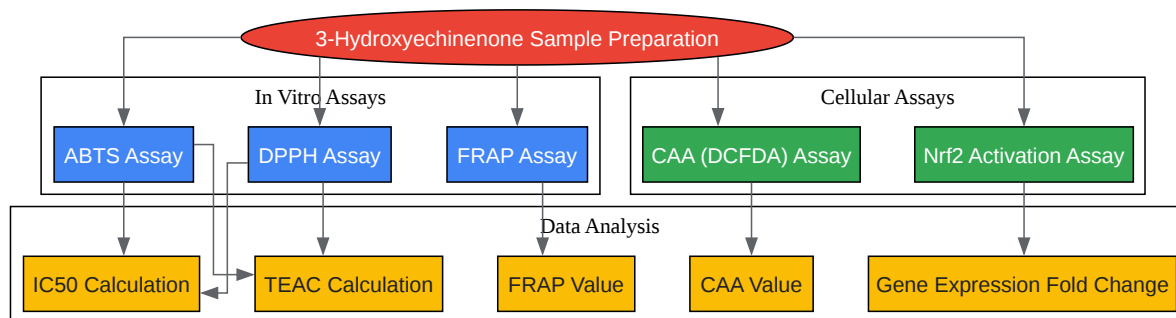 3-Hydroxyechinenone Sample Preparation
In Vitro Assays
Cellular Assays
ABTS Assay
DPPH Assay
FRAP Assay
CAA (DCFDA) Assay
Nrf2 Activation Assay
Data Analysis
IC50 Calculation
TEAC Calculation
FRAP Value
CAA Value
Gene Expression Fold Change